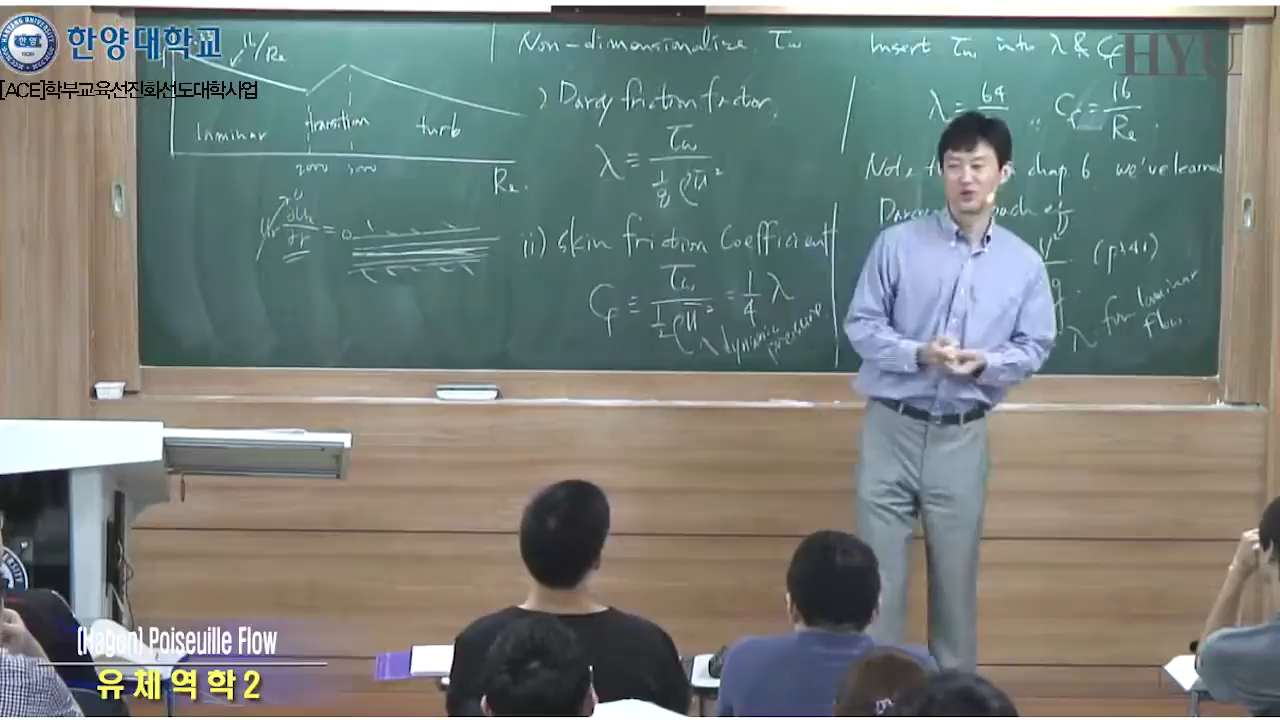 한양대학교
[ACE]학부교육선진화선도대학사업
HYU
16/Re
laminar transition turb
2000 3000
Re.
Non-dimensionalize τw
i) Darcy friction factor,
λ ≡ τw / (1/8 ρū²)
(ii) skin friction coefficient
Cf ≡ τw / (1/2 ρū²) = 1/4 λ
dynamic pressure
Insert τw into λ & Cf
λ = 64
Cf = 16/Re
chap. 6 we've learned
(p341)
λ for laminar flow.
(Hagen) Poiseuille Flow
유체역학2